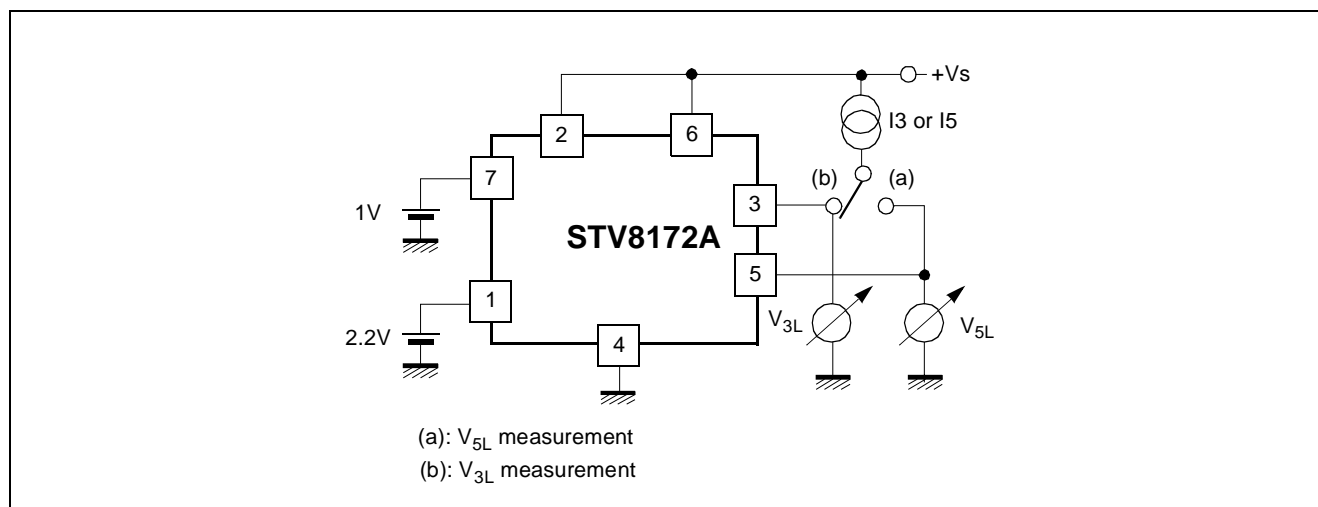 +Vs
I3 or I5
2
6
7
(b)
(a)
1V
3
STV8172A
5
1
V3L
V5L
2.2V
4
(a): V5L measurement
(b): V3L measurement